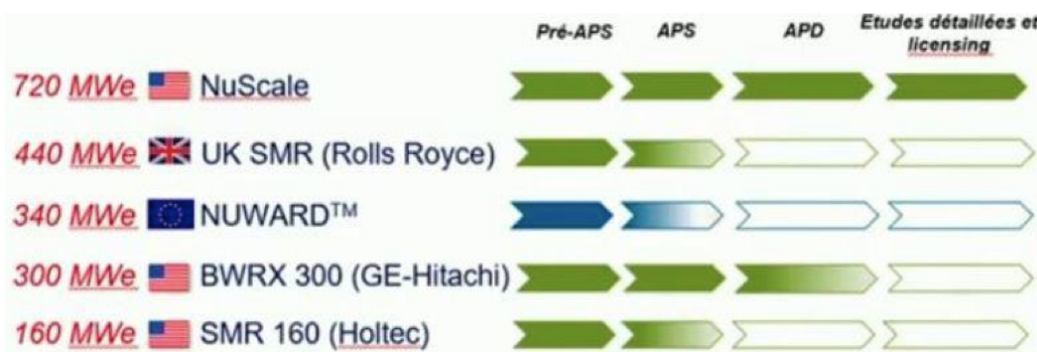 Pré-APS APS APD Etudes détaillées et
licensing
720 MWe NuScale
440 MWe UK SMR (Rolls Royce)
340 MWe NUWARD™
300 MWe BWRX 300 (GE-Hitachi)
160 MWe SMR 160 (Holtec)